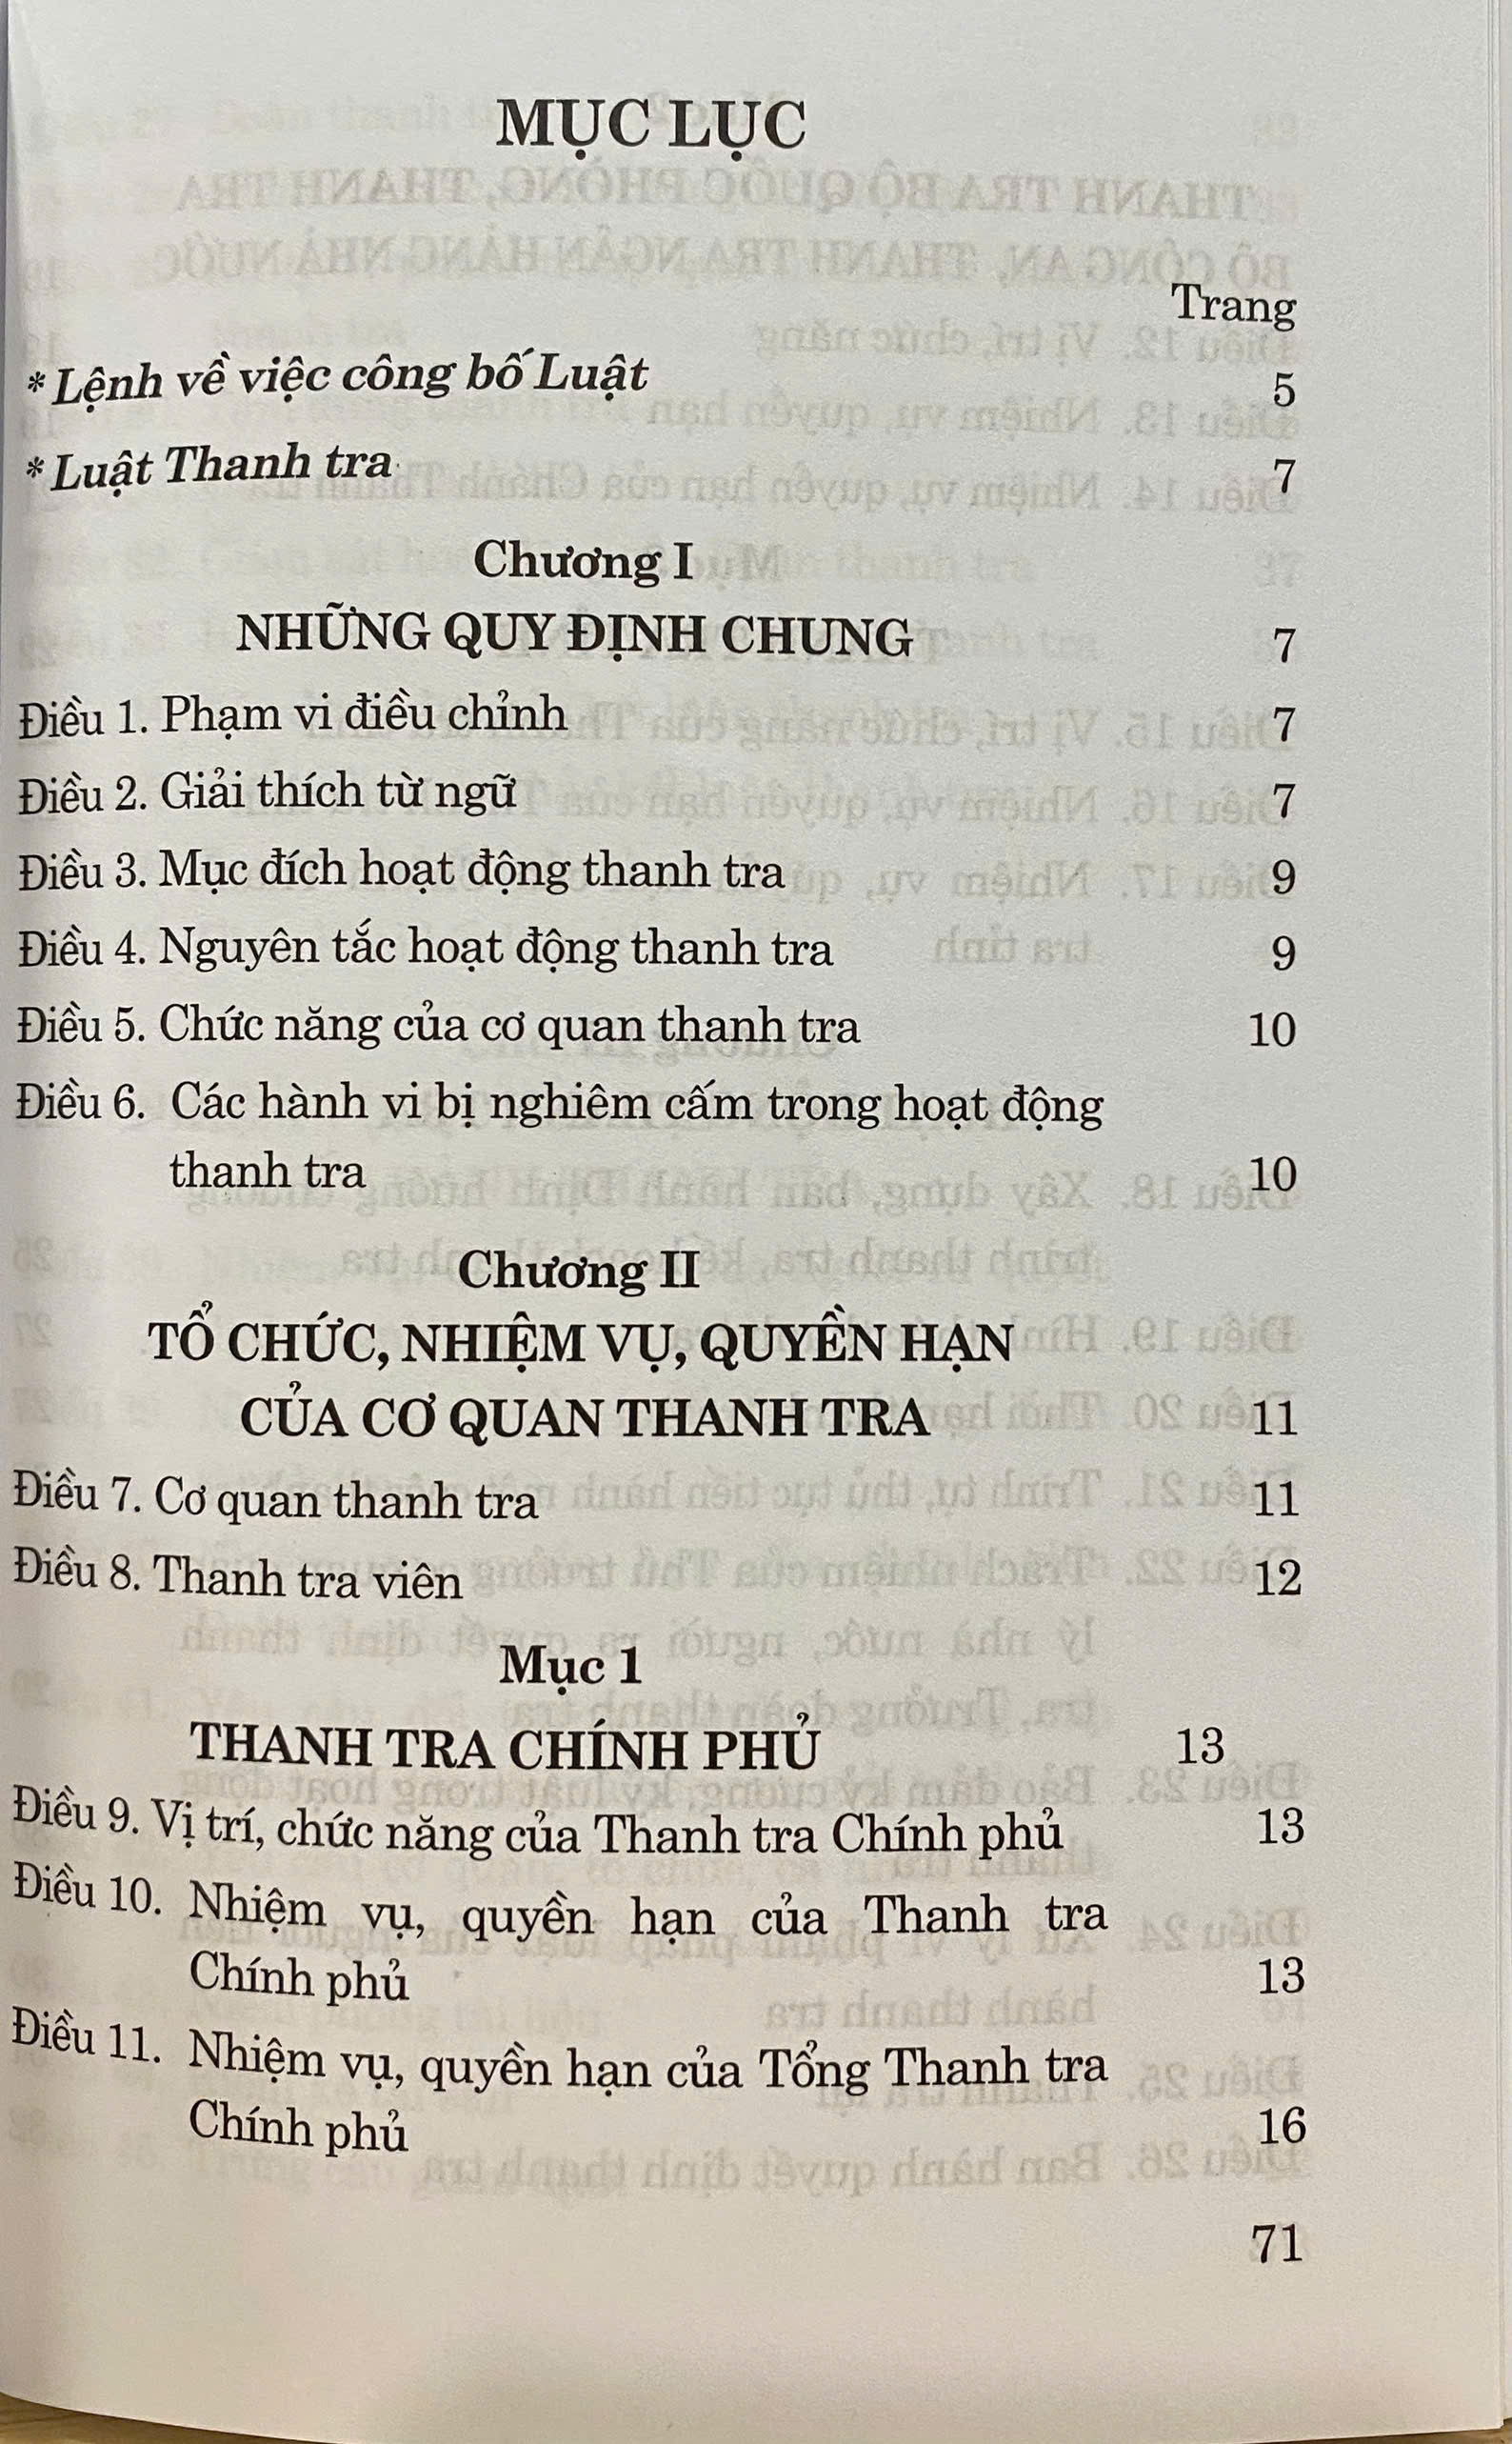 MỤC LỤC
Trang
* Lệnh về việc công bố Luật 5
* Luật Thanh tra 7
Chương I
NHỮNG QUY ĐỊNH CHUNG 7
Điều 1. Phạm vi điều chỉnh 7
Điều 2. Giải thích từ ngữ 7
Điều 3. Mục đích hoạt động thanh tra 9
Điều 4. Nguyên tắc hoạt động thanh tra 9
Điều 5. Chức năng của cơ quan thanh tra 10
Điều 6. Các hành vi bị nghiêm cấm trong hoạt động
thanh tra 10
Chương II
TỔ CHỨC, NHIỆM VỤ, QUYỀN HẠN
CỦA CƠ QUAN THANH TRA 11
Điều 7. Cơ quan thanh tra 11
Điều 8. Thanh tra viên 12
Mục 1
THANH TRA CHÍNH PHỦ 13
Điều 9. Vị trí, chức năng của Thanh tra Chính phủ 13
Điều 10. Nhiệm vụ, quyền hạn của Thanh tra
Chính phủ 13
Điều 11. Nhiệm vụ, quyền hạn của Tổng Thanh tra
Chính phủ 16
71